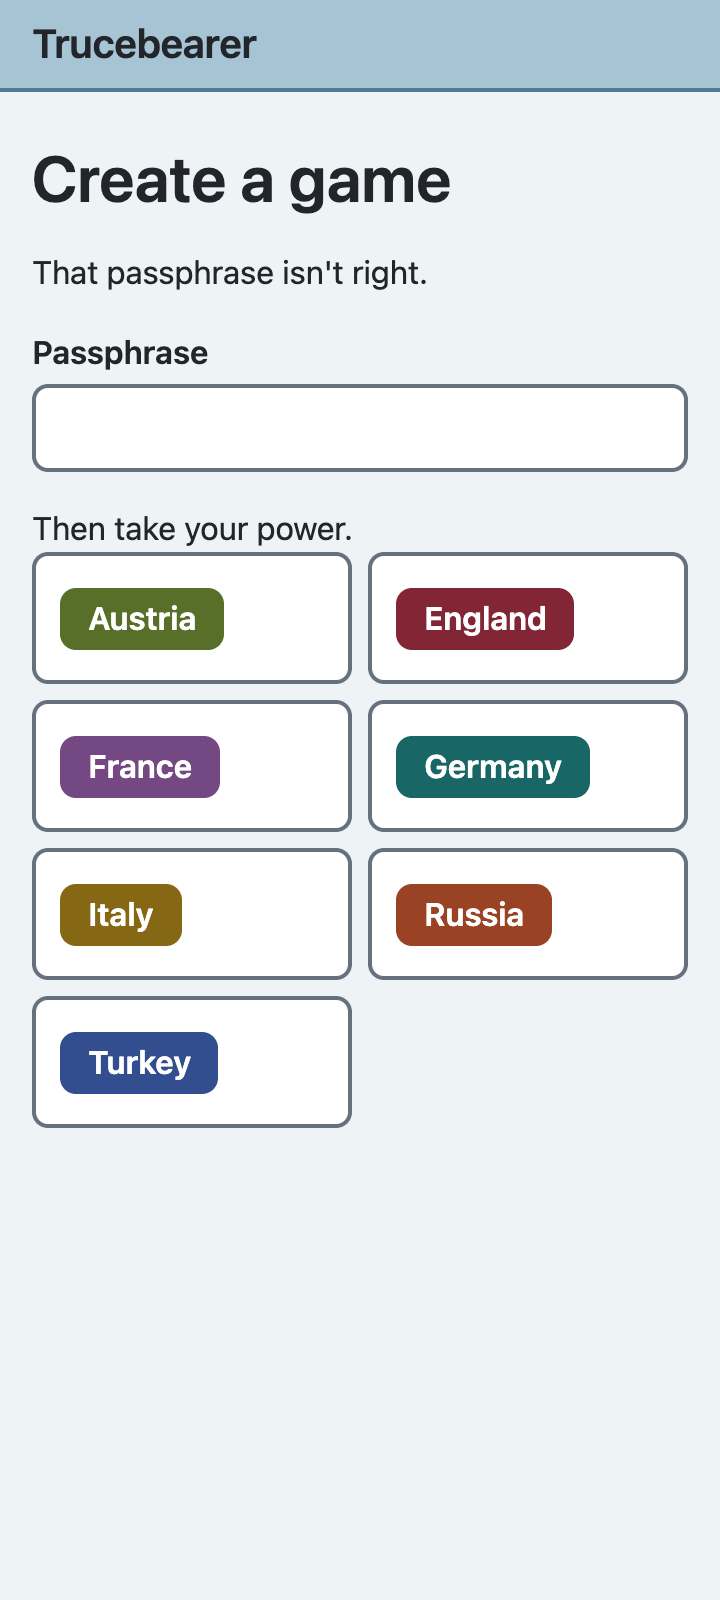 Trucebearer
Create a game
That passphrase isn't right.
Passphrase
Then take your power.
Austria
England
France
Germany
Italy
Russia
Turkey